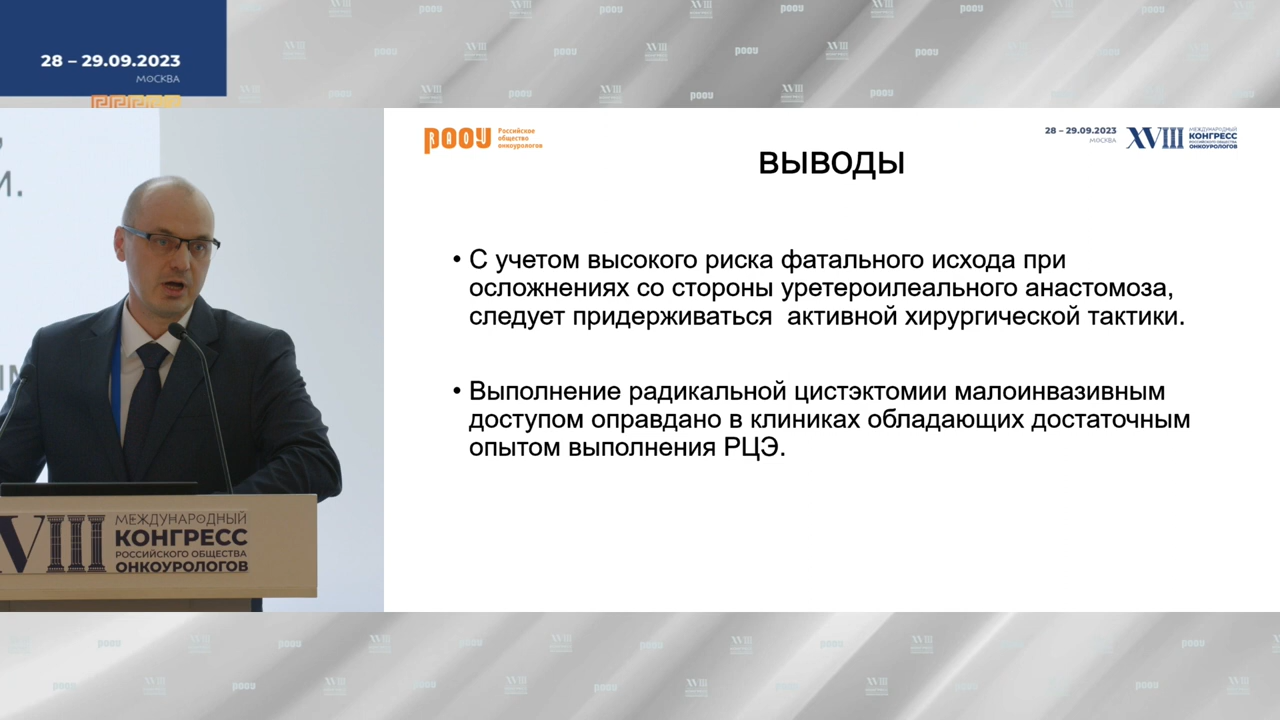 28 – 29.09.2023
МОСКВА
РООУ
Российское
общество
онкоурологов
28 – 29.09.2023
МОСКВА
XVIII
МЕЖДУНАРОДНЫЙ
КОНГРЕСС
РОССИЙСКОГО ОБЩЕСТВА
ОНКОУРОЛОГОВ
выводы
• С учетом высокого риска фатального исхода при
осложнениях со стороны уретероилеального анастомоза,
следует придерживаться активной хирургической тактики.
• Выполнение радикальной цистэктомии малоинвазивным
доступом оправдано в клиниках обладающих достаточным
опытом выполнения РЦЭ.
VIII
МЕЖДУНАРОДНЫЙ
КОНГРЕСС
РОССИЙСКОГО ОБЩЕСТВА
ОНКОУРОЛОГОВ